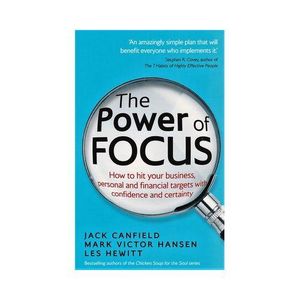 'An amazingly simple plan that will
benefit everyone who implements it.'
Stephen R. Covey, author of
The 7 Habits of Highly Effective People
The
Power of
FOCUS
How to hit your business,
personal and financial targets with
confidence and certainty
JACK CANFIELD
MARK VICTOR HANSEN
LES HEWITT
Bestselling authors of the Chicken Soup for the Soul series